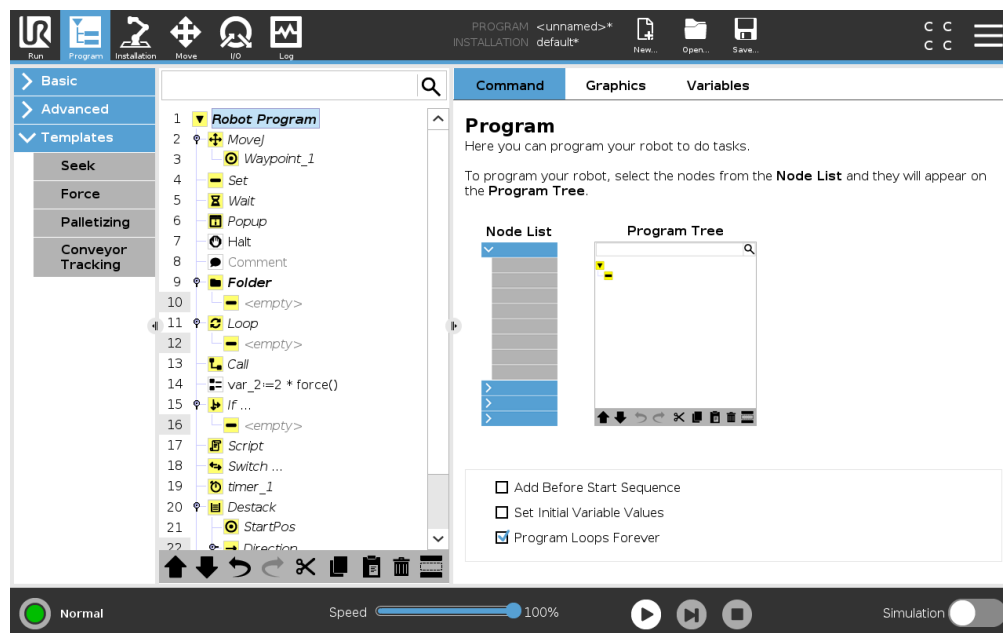 UR
PROGRAM <unnamed>*
INSTALLATION default*
C C
C C
Run Program Installation Move I/O Log New... Open... Save...
Basic
Advanced
Templates
Seek
Force
Palletizing
Conveyor
Tracking
1 Robot Program
2 MoveJ
3 Waypoint_1
4 Set
5 Wait
6 Popup
7 Halt
8 Comment
9 Folder
10 <empty>
11 Loop
12 <empty>
13 Call
14 var_2:=2 * force()
15 If ...
16 <empty>
17 Script
18 Switch ...
19 timer_1
20 Destack
21 StartPos
22 Direction
Command Graphics Variables
Program
Here you can program your robot to do tasks.
To program your robot, select the nodes from the Node List and they will appear on
the Program Tree.
Node List Program Tree
Add Before Start Sequence
Set Initial Variable Values
Program Loops Forever
Normal Speed 100% Simulation